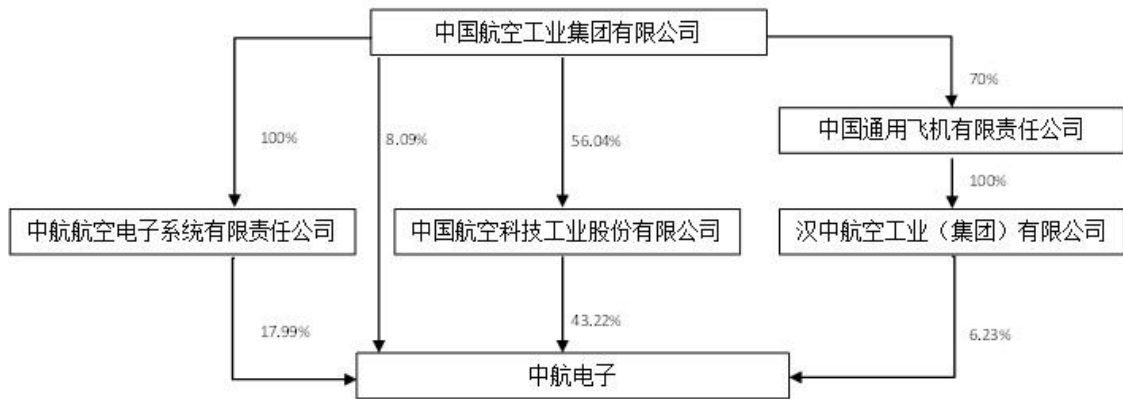 中国航空工业集团有限公司
70%
中国通用飞机有限责任公司
100%
8.09%
56.04%
100%
中航航空电子系统有限责任公司
中国航空科技工业股份有限公司
汉中航空工业（集团）有限公司
17.99%
43.22%
6.23%
中航电子